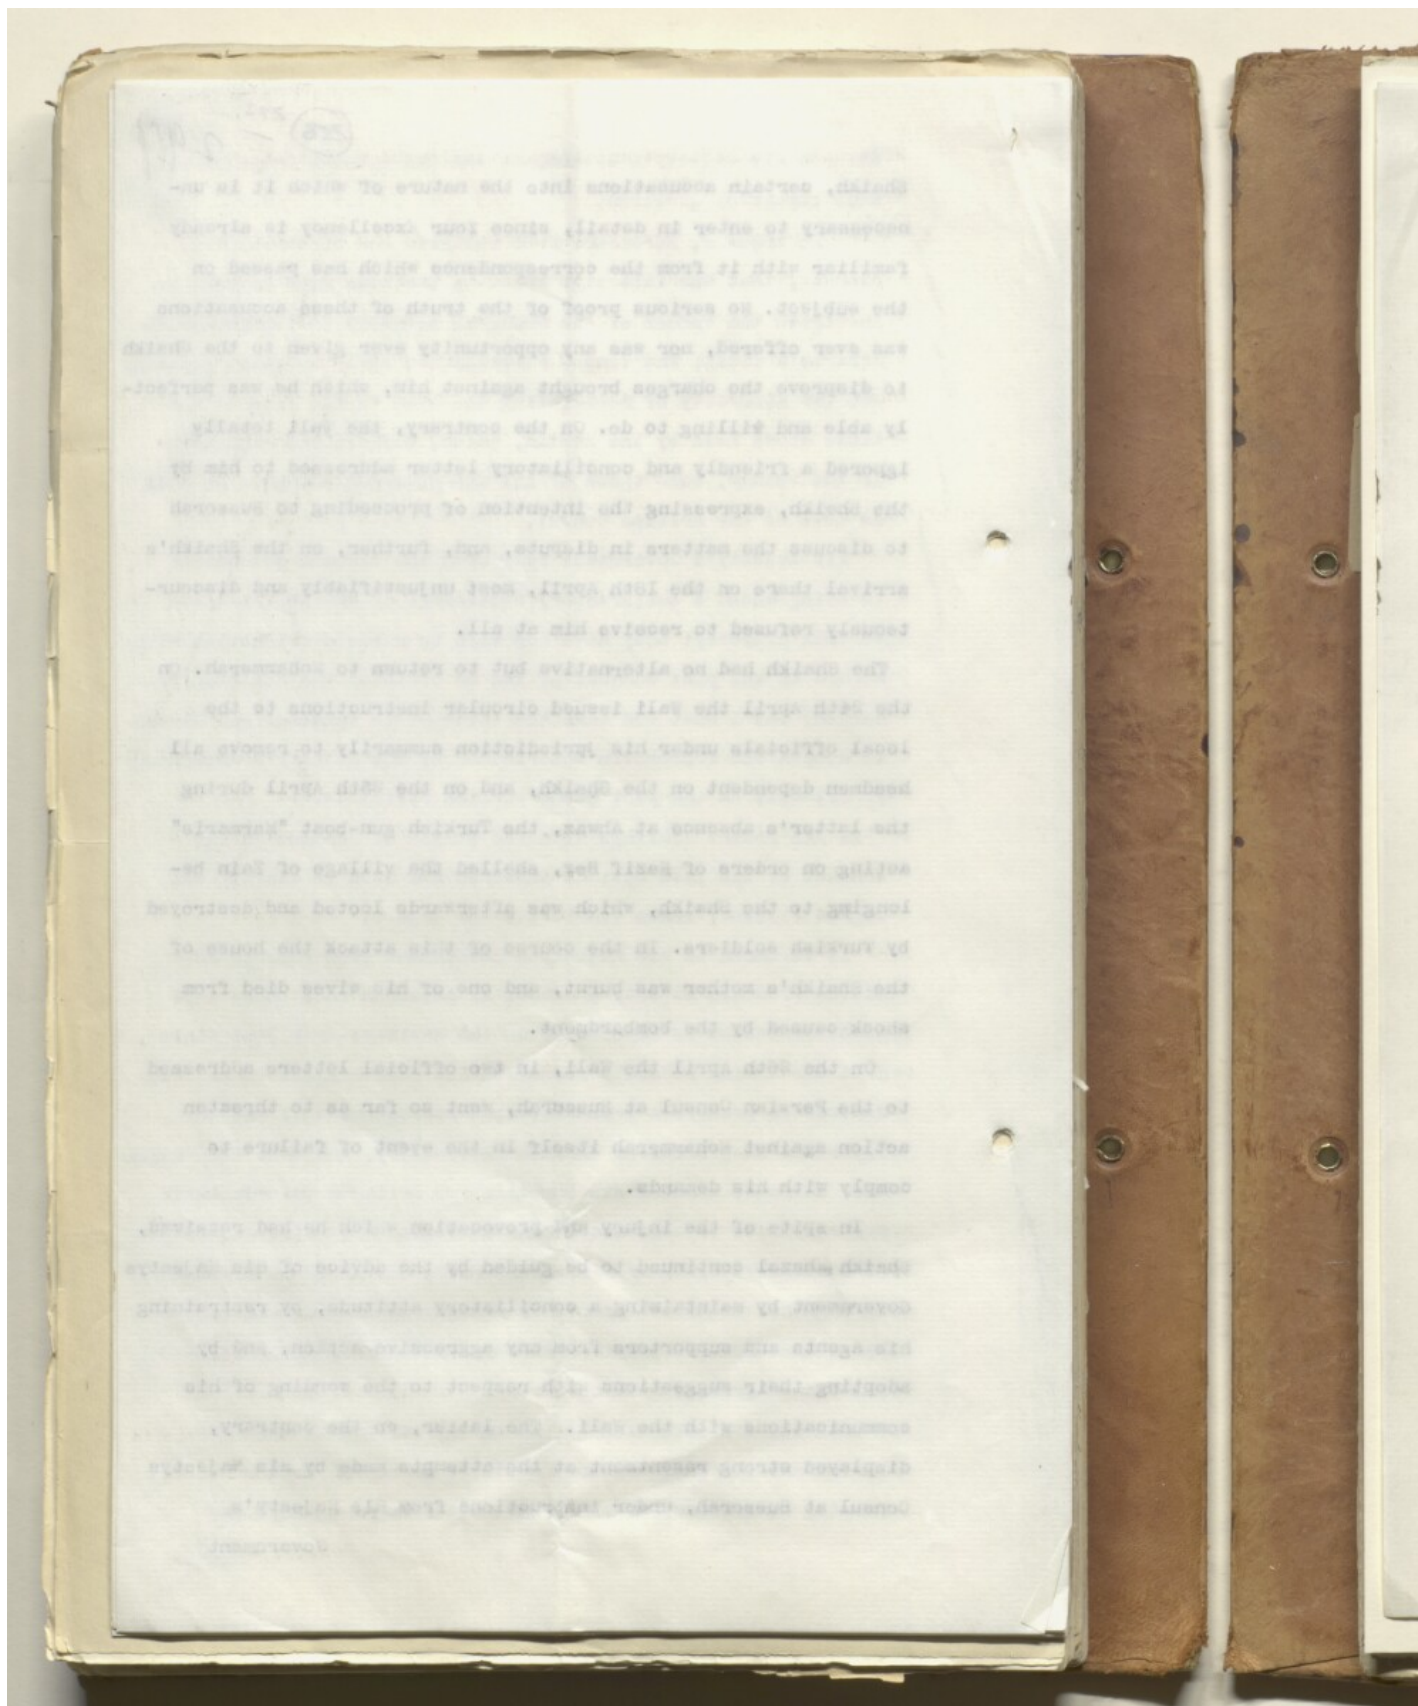 Shaikh, certain accusations into the nature of which it is un-
necessary to enter in detail, since Your Excellency is already
familiar with it from the correspondence which has passed on
the subject. No serious proof of the truth of these accusations
was ever offered, nor was any opportunity ever given to the Shaikh
to disprove the charges brought against him, which he was perfect-
ly able and willing to do. On the contrary, the Wali totally
ignored a friendly and conciliatory letter addressed to him by
the Shaikh, expressing the intention of proceeding to Bussorah
to discuss the matters in dispute, and, further, on the Shaikh's
arrival there on the 16th April, most unjustifiably and discour-
teously refused to receive him at all.
The Shaikh had no alternative but to return to Mohammerah. On
the 24th April the Wali issued circular instructions to the
local officials under his jurisdiction summarily to remove all
headmen dependent on the Shaikh, and on the 25th April during
the latter's absence at Ahwaz, the Turkish gun-boat "Marmaris"
acting on orders of Nazif Bey, shelled the village of Zain be-
longing to the Shaikh, which was afterwards looted and destroyed
by Turkish soldiers. In the course of this attack the house of
the Shaikh's mother was burnt, and one of his wives died from
shock caused by the bombardment.
On the 26th April the Wali, in two official letters addressed
to the Persian Consul at Bussorah, went so far as to threaten
action against Mohammerah itself in the event of failure to
comply with his demands.
In spite of the injury and provocation which he had received,
Shaikh Khazal continued to be guided by the advice of His Majestys
Government by maintaining a conciliatory attitude, by restraining
his agents and supporters from any aggressive action, and by
adopting their suggestions with respect to the sending of his
communications with the Wali. The latter, on the contrary,
displayed strong resentment at the attempts made by His Majestys
Consul at Bussorah, under instructions from His Majesty's
Government